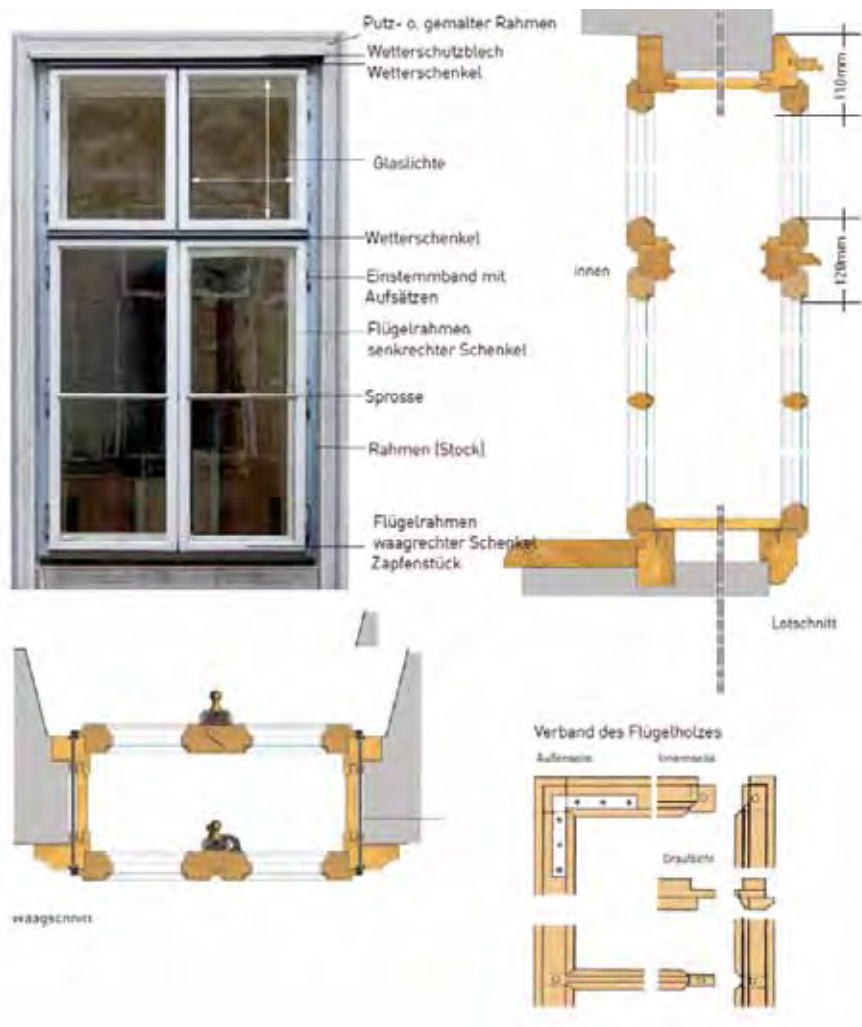 Putz- o. gemalter Rahmen
Wetterschutzblech
Wetterschenkel
Glaslichte
Wetterschenkel
Einstemmband mit
Aufsätzen
Flügelrahmen
senkrechter Schenkel
Sprosse
Rahmen (Stock)
Flügelrahmen
waagrechter Schenkel
Zapfenstück
110mm
innen
120mm
Lotschnitt
waagschnitt
Verband des Flügelholzes
Außenseite
Innenseite
Draufsicht